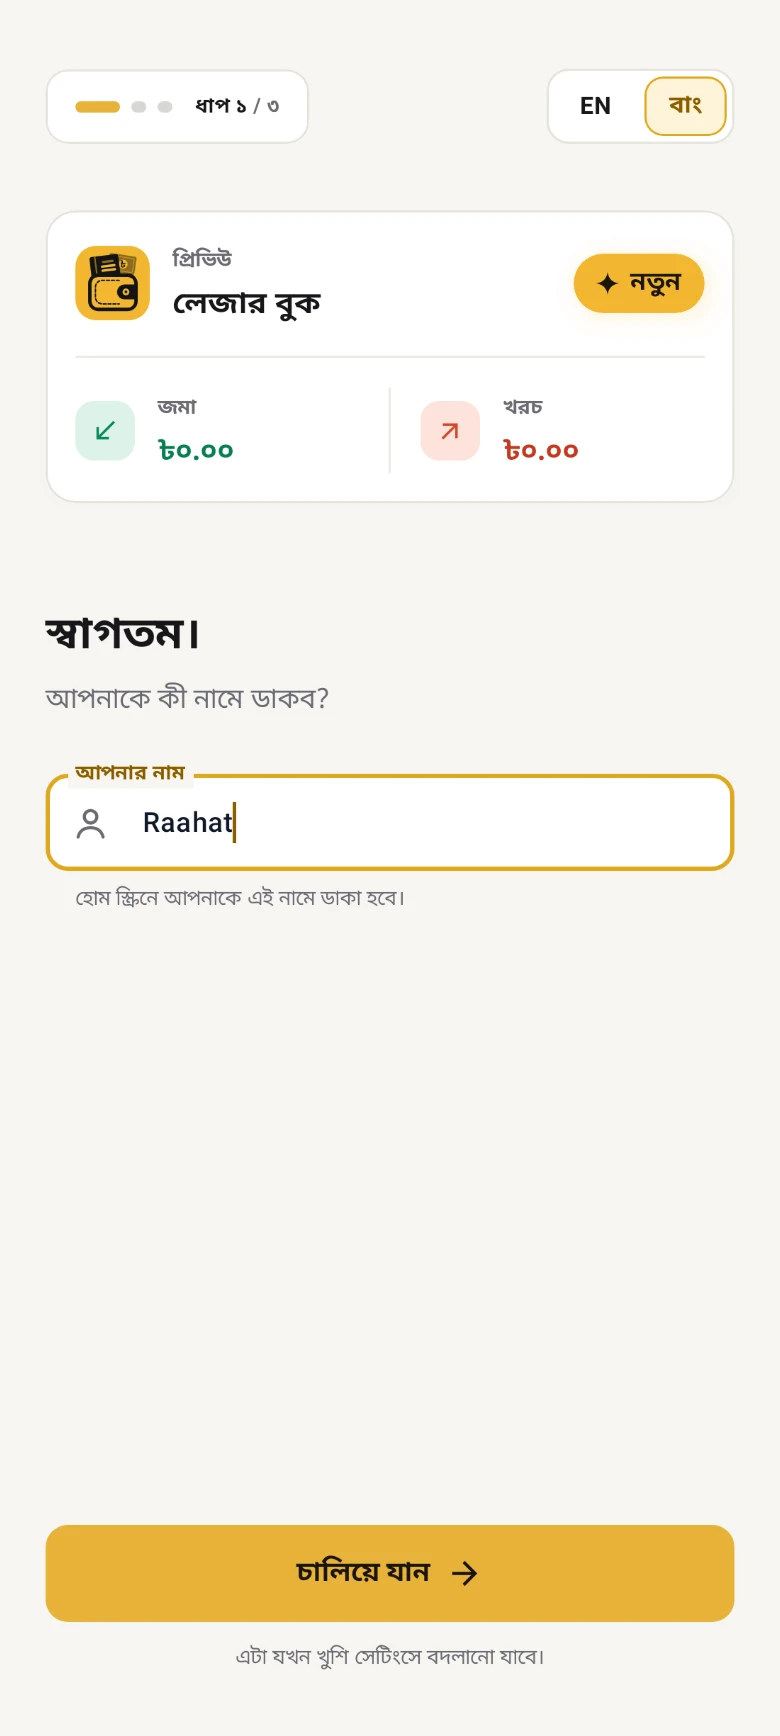 ধাপ ১ / ৩
EN
বাং
প্রিভিউ
লেজার বুক
নতুন
জমা
৳০.০০
খরচ
৳০.০০
স্বাগতম।
আপনাকে কী নামে ডাকব?
আপনার নাম
Raahat
হোম স্ক্রিনে আপনাকে এই নামে ডাকা হবে।
চালিয়ে যান
এটা যখন খুশি সেটিংসে বদলানো যাবে।